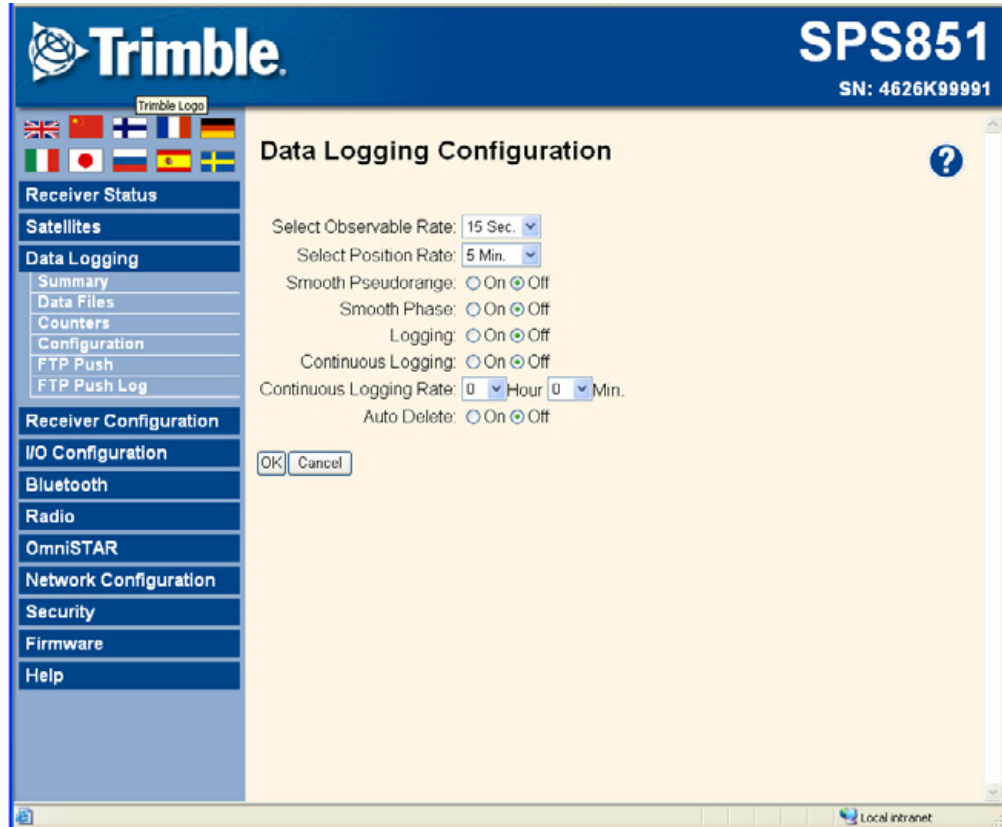 Trimble.
SPS851
SN: 4626K99991
Trimble Logo
Receiver Status
Satellites
Data Logging
Summary
Data Files
Counters
Configuration
FTP Push
FTP Push Log
Receiver Configuration
I/O Configuration
Bluetooth
Radio
OmniSTAR
Network Configuration
Security
Firmware
Help
Data Logging Configuration
?
Select Observable Rate: 15 Sec.
Select Position Rate: 5 Min.
Smooth Pseudorange: On Off
Smooth Phase: On Off
Logging: On Off
Continuous Logging: On Off
Continuous Logging Rate: 0 Hour 0 Min.
Auto Delete: On Off
OK Cancel
Local intranet